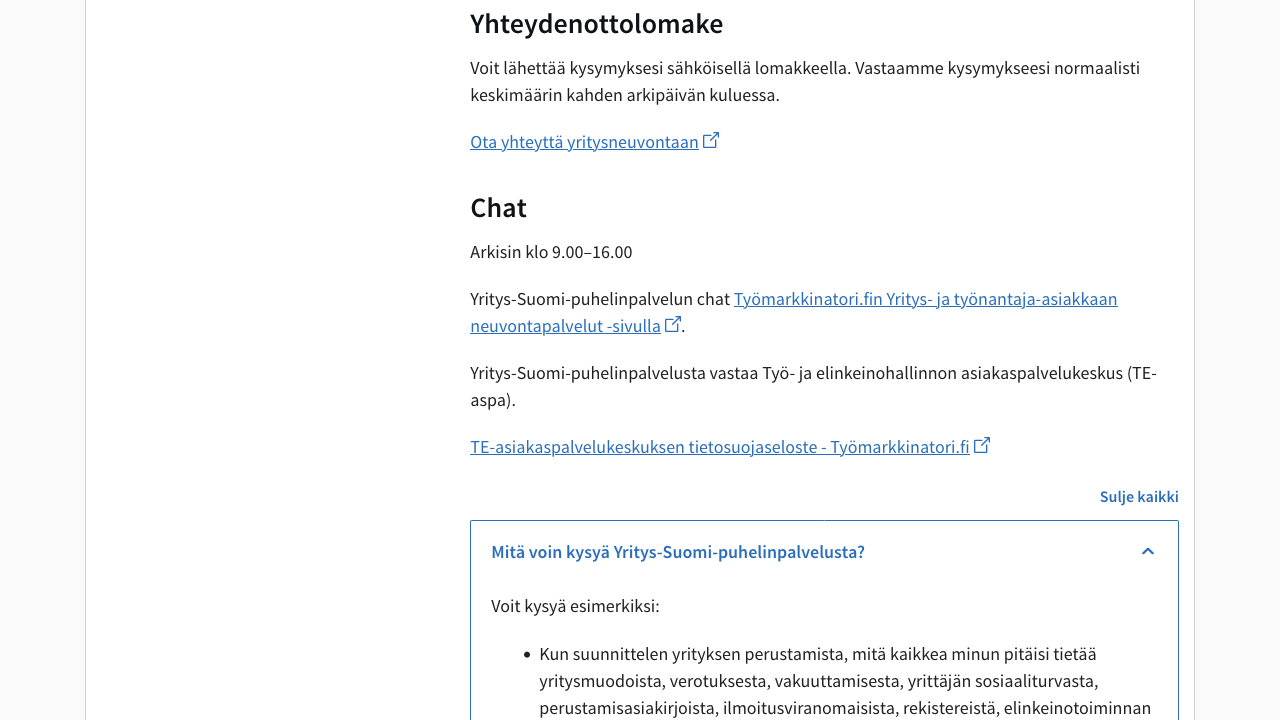 Yhteydenottolomake
Voit lähettää kysymyksesi sähköisellä lomakkeella. Vastaamme kysymykseesi normaalisti
keskimäärin kahden arkipäivän kuluessa.
Ota yhteyttä yritysneuvontaan
Chat
Arkisin klo 9.00–16.00
Yritys-Suomi-puhelinpalvelun chat Työmarkkinatori.fin Yritys- ja työnantaja-asiakkaan
neuvontapalvelut -sivulla.
Yritys-Suomi-puhelinpalvelusta vastaa Työ- ja elinkeinohallinnon asiakaspalvelukeskus (TE-
aspa).
TE-asiakaspalvelukeskuksen tietosuojaseloste - Työmarkkinatori.fi
Sulje kaikki
Mitä voin kysyä Yritys-Suomi-puhelinpalvelusta?
Voit kysyä esimerkiksi:
• Kun suunnittelen yrityksen perustamista, mitä kaikkea minun pitäisi tietää
yritysmuodoista, verotuksesta, vakuuttamisesta, yrittäjän sosiaaliturvasta,
perustamisasiakirjoista, ilmoitusviranomaisista, rekistereistä, elinkeinotoiminnan